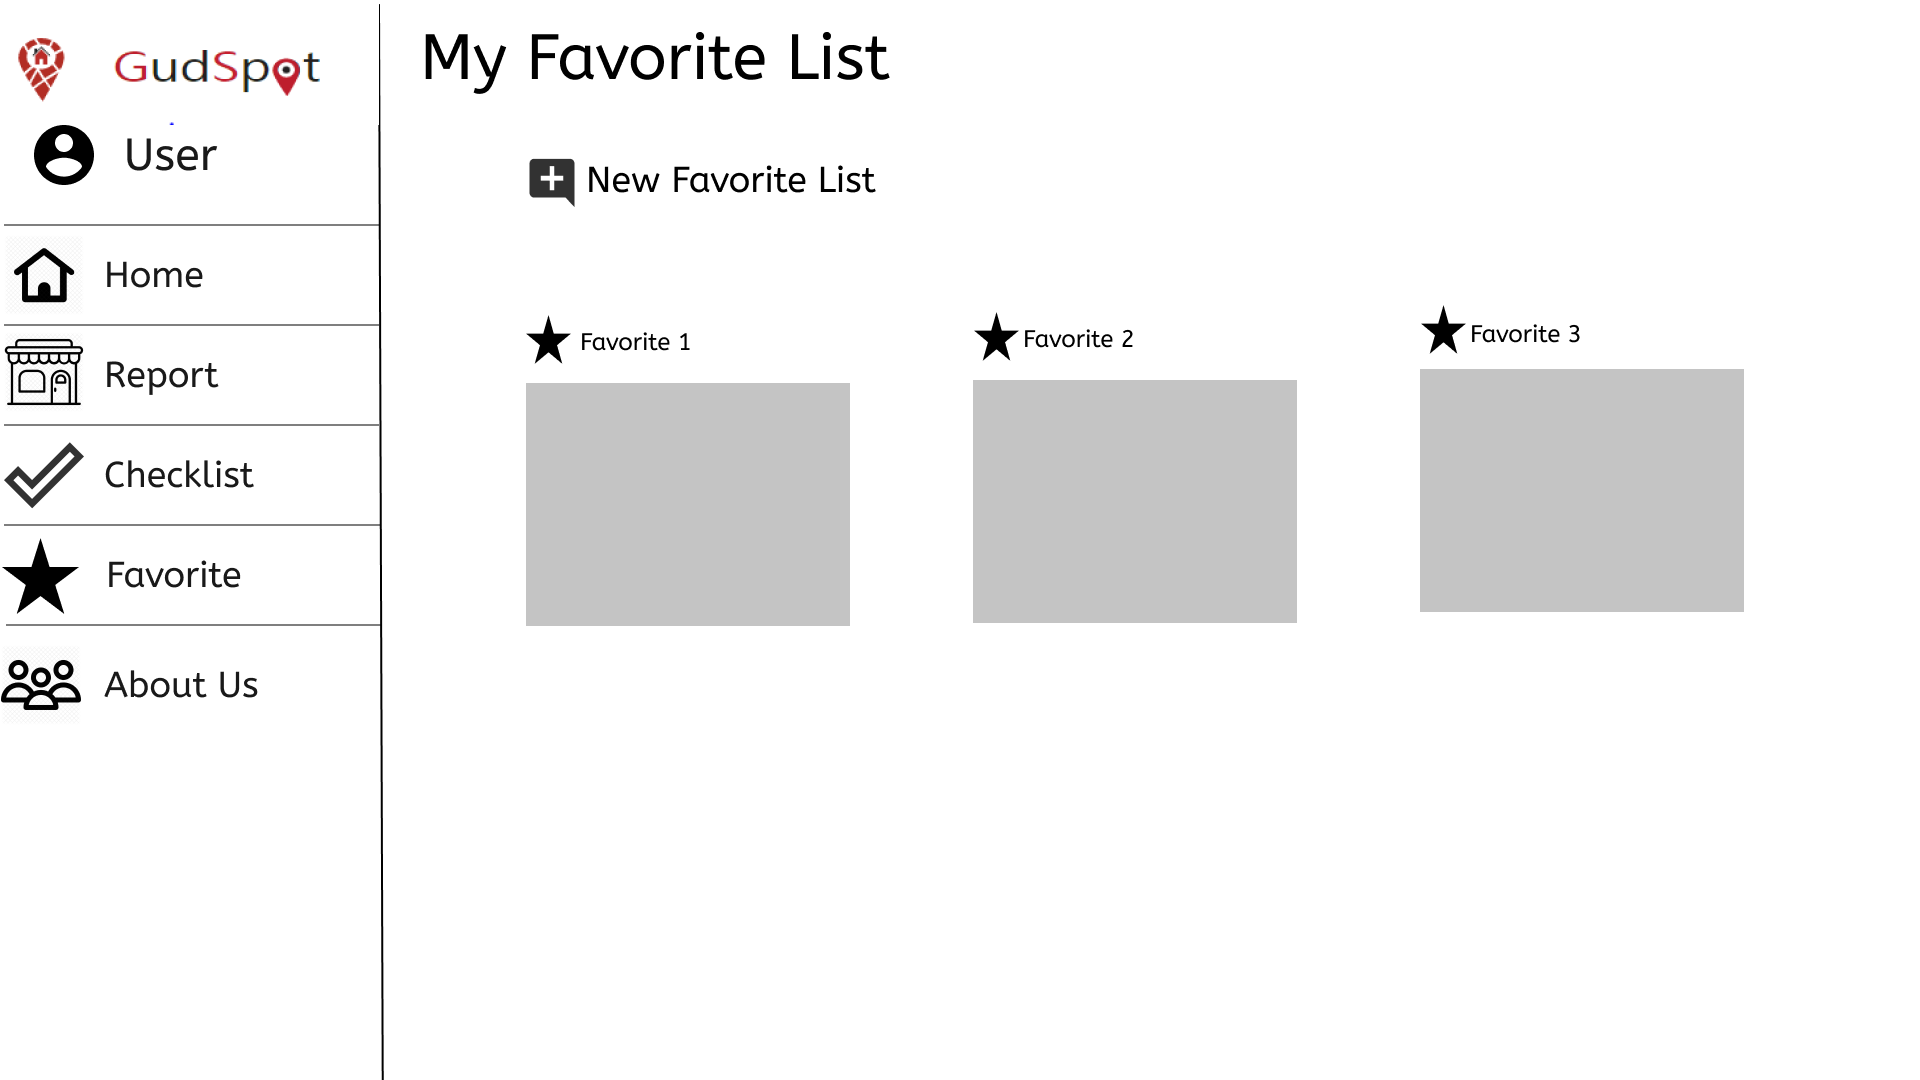 GudSpot
User
Home
Report
Checklist
Favorite
About Us
My Favorite List
New Favorite List
Favorite 1
Favorite 2
Favorite 3